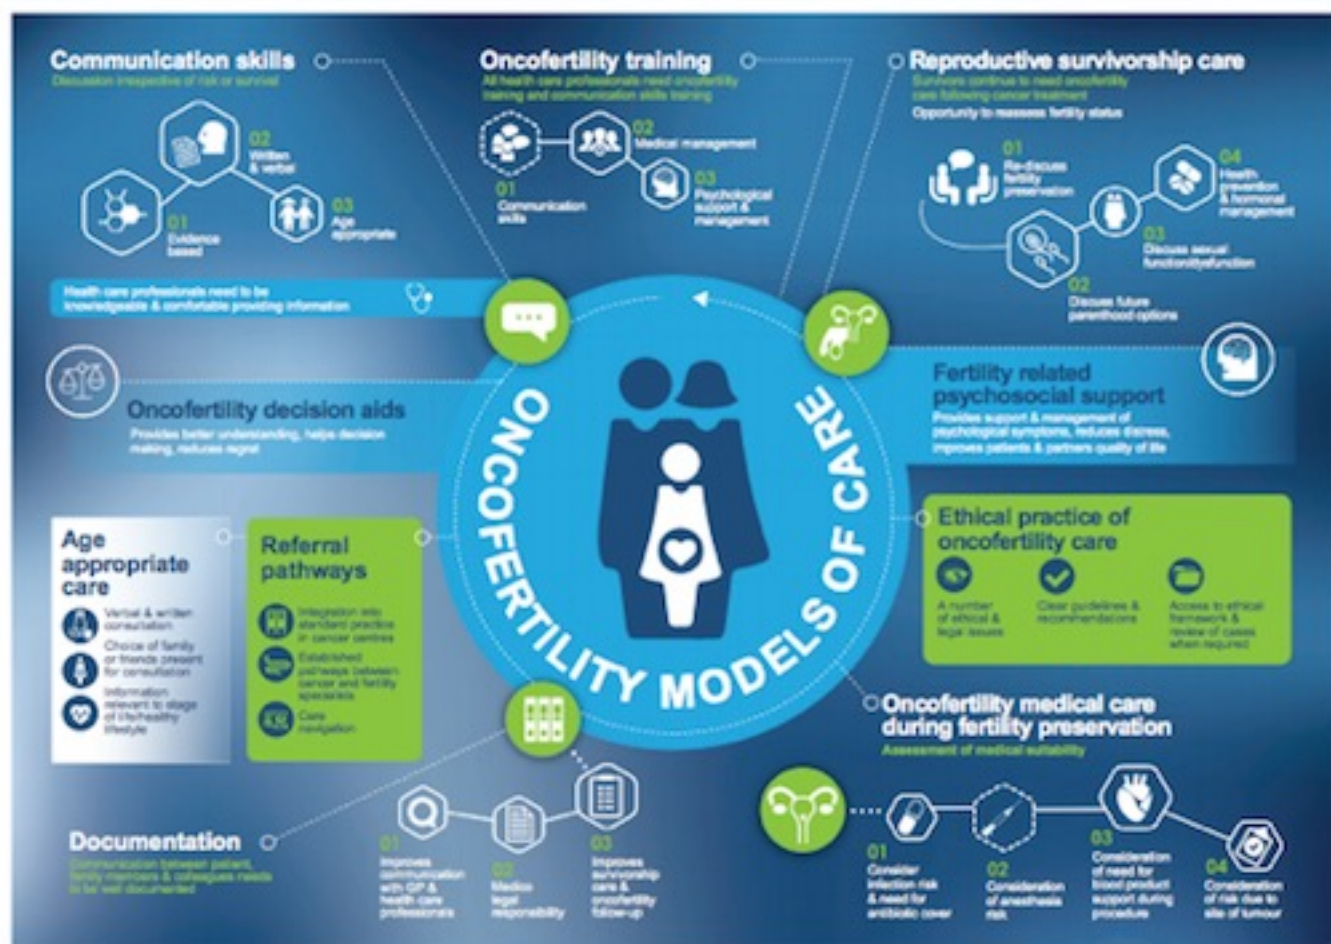 Communication skills
Discussion irrespective of risk or survival
01
Evidence
based
02
Written
& verbal
03
Age
appropriate
Health care professionals need to be
knowledgeable & comfortable providing information
Oncofertility training
All health care professionals need oncofertility
training and communication skills training
01
Communication
skills
02
Medical management
03
Psychological
support &
management
Reproductive survivorship care
Survivors continue to need oncofertility
care following cancer treatment
Opportunity to reassess fertility status
01
Re-discuss
fertility
preservation
02
Discuss future
parenthood options
03
Discuss sexual
function/dysfunction
04
Health
prevention
& hormonal
management
Oncofertility decision aids
Provides better understanding, helps decision
making, reduces regret
ONCOFERTILITY MODELS OF CARE
Fertility related
psychosocial support
Provides support & management of
psychological symptoms, reduces distress,
improves patients & partners quality of life
Age
appropriate
care
Verbal & written
consultation
Choice of family
or friends present
for consultation
Information
relevant to stage
of life/healthy
lifestyle
Referral
pathways
Integration into
standard practice
in cancer centres
Established
pathways between
cancer and fertility
specialists
Care
navigation
Ethical practice of
oncofertility care
A number
of ethical &
legal issues
Clear guidelines &
recommendations
Access to ethical
framework &
review of cases
when required
Documentation
Communication between patient,
family members & colleagues needs
to be well documented
01
Improves
communication
with GP &
health care
professionals
02
Medico
legal
responsibility
03
Improves
survivorship
care &
oncofertility
follow-up
Oncofertility medical care
during fertility preservation
Assessment of medical suitability
01
Consider
infection risk
& need for
antibiotic cover
02
Consideration
of anesthesia
risk
03
Consideration
of need for
blood product
support during
procedure
04
Consideration
of risk due to
site of tumour